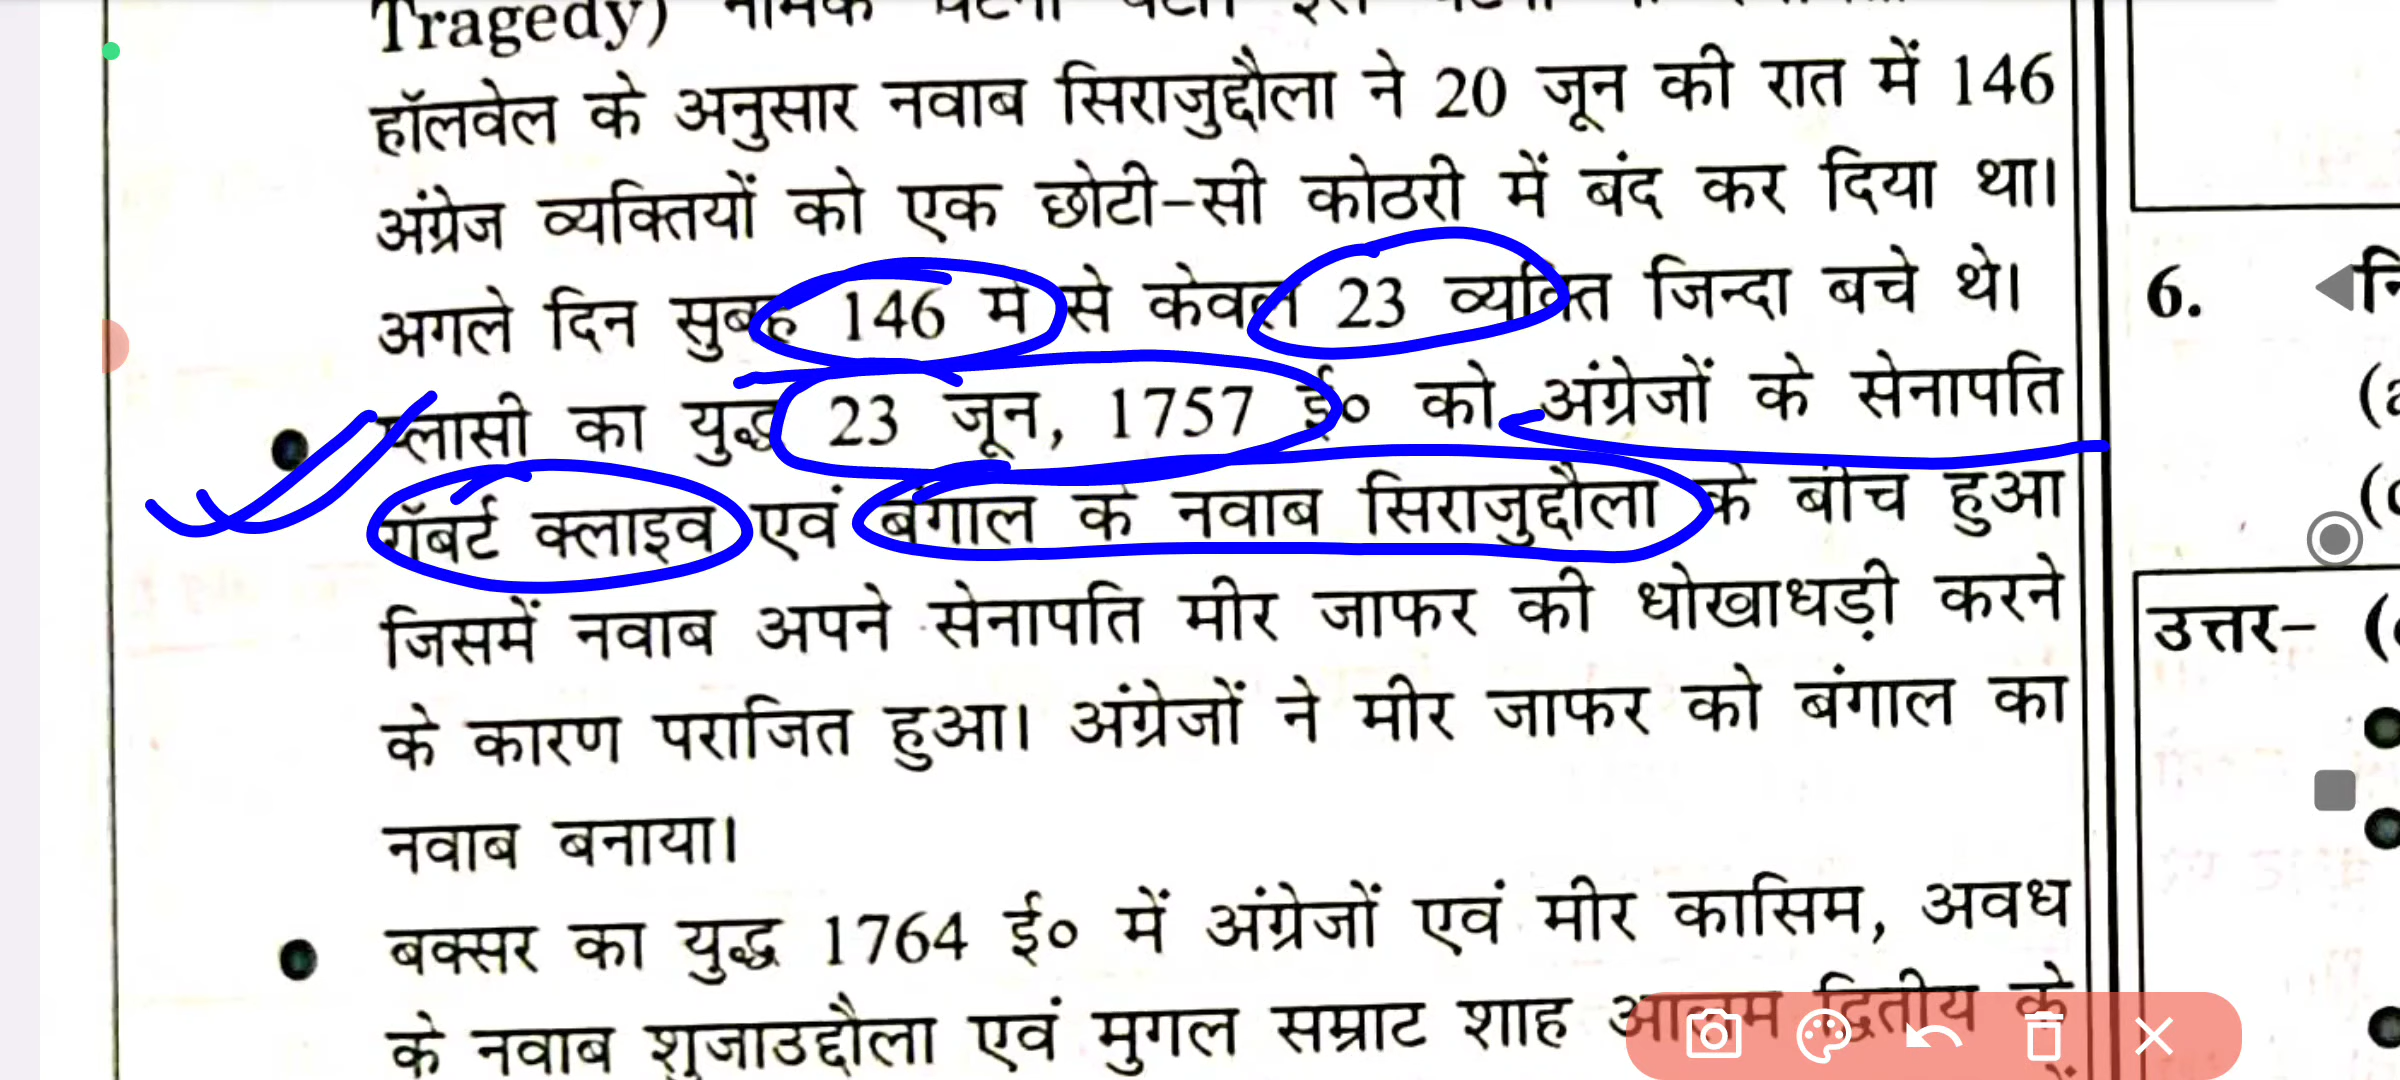 Tragedy) नामक
हॉलवेल के अनुसार नवाब सिराजुद्दौला ने 20 जून की रात में 146
अंग्रेज व्यक्तियों को एक छोटी-सी कोठरी में बंद कर दिया था।
अगले दिन सुबह 146 में से केवल 23 व्यक्ति जिन्दा बचे थे।
प्लासी का युद्ध 23 जून, 1757 ई० को अंग्रेजों के सेनापति
रॉबर्ट क्लाइव एवं बंगाल के नवाब सिराजुद्दौला के बीच हुआ
जिसमें नवाब अपने सेनापति मीर जाफर की धोखाधड़ी करने
के कारण पराजित हुआ। अंग्रेजों ने मीर जाफर को बंगाल का
नवाब बनाया।
बक्सर का युद्ध 1764 ई० में अंग्रेजों एवं मीर कासिम, अवध
के नवाब शुजाउद्दौला एवं मुगल सम्राट शाह आलम द्वितीय के
6.
उत्तर-